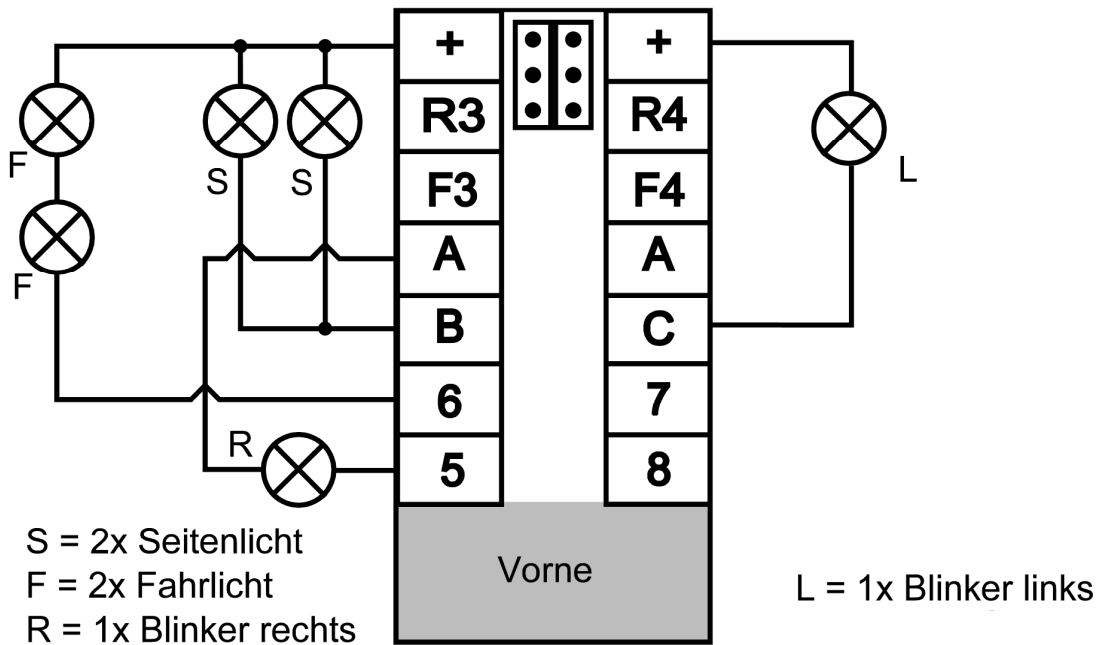 + +
R3 R4
F F3 F4
S S L
A A
F
B C
6 7
R 5 8
S = 2x Seitenlicht
F = 2x Fahrlicht
R = 1x Blinker rechts
Vorne
L = 1x Blinker links